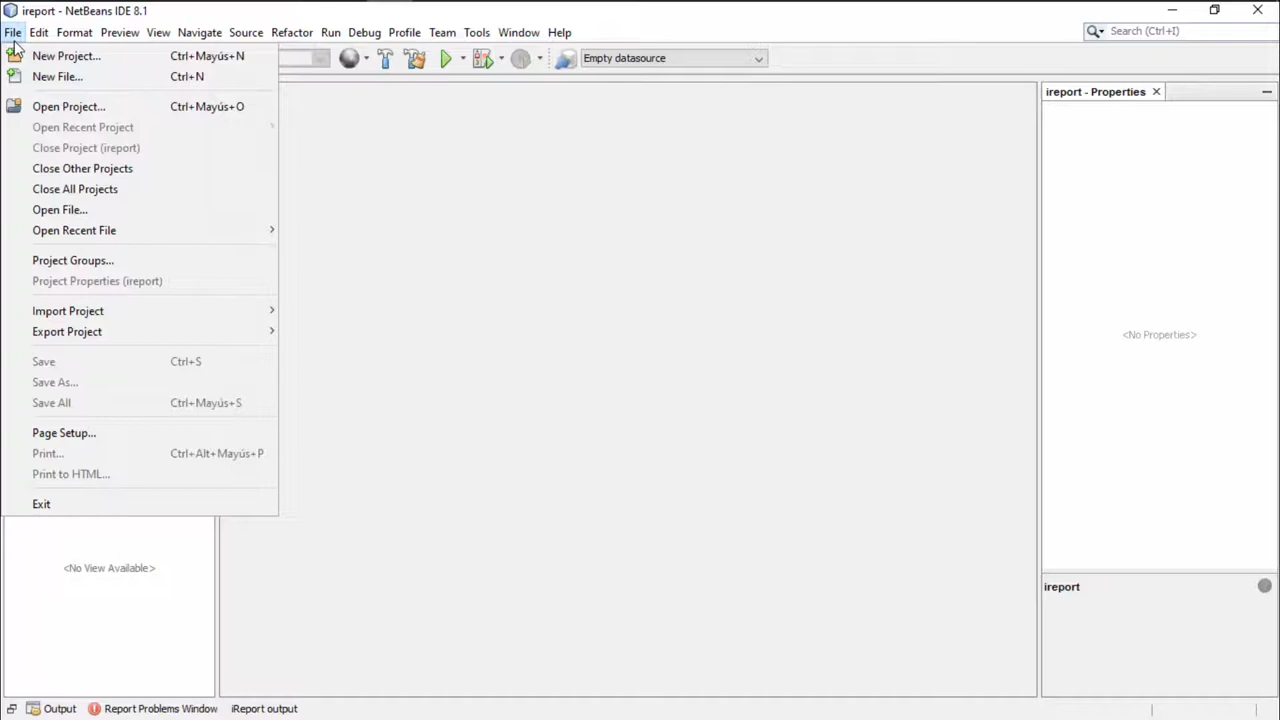 ireport - NetBeans IDE 8.1
File Edit Format Preview View Navigate Source Refactor Run Debug Profile Team Tools Window Help
Search (Ctrl+I)
Empty datasource
New Project... Ctrl+Mayús+N
New File... Ctrl+N
Open Project... Ctrl+Mayús+O
Open Recent Project
Close Project (ireport)
Close Other Projects
Close All Projects
Open File...
Open Recent File
Project Groups...
Project Properties (ireport)
Import Project
Export Project
Save Ctrl+S
Save As...
Save All Ctrl+Mayús+S
Page Setup...
Print... Ctrl+Alt+Mayús+P
Print to HTML...
Exit
<No View Available>
ireport - Properties
<No Properties>
ireport
Output Report Problems Window iReport output